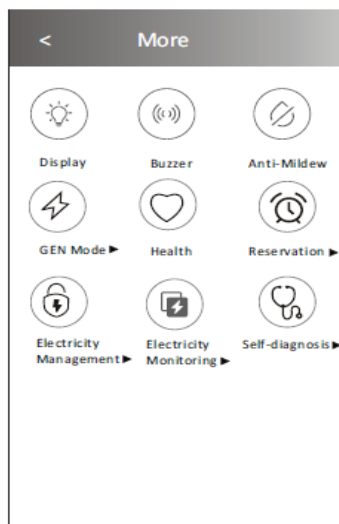 < More
Display Buzzer Anti-Mildew
GEN Mode► Health Reservation ►
Electricity Electricity Self-diagnosis►
Management► Monitoring ►